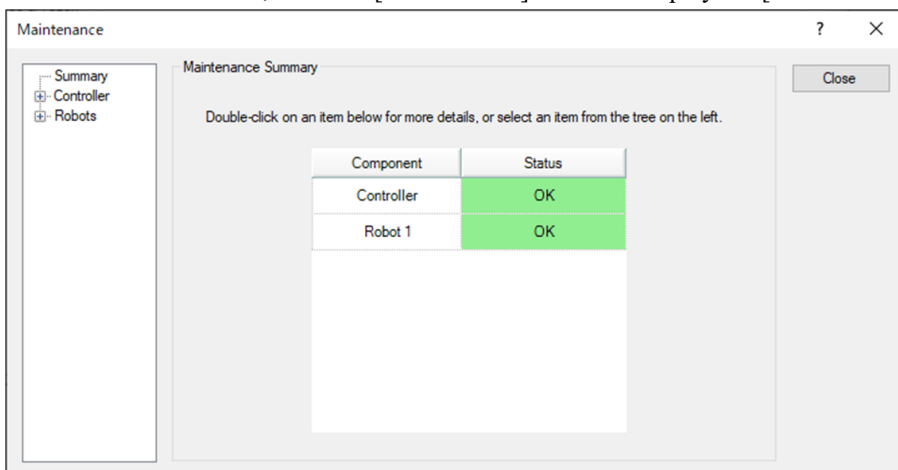 Maintenance
?
Summary
Controller
Robots
Maintenance Summary
Close
Double-click on an item below for more details, or select an item from the tree on the left.
Component Status
Controller OK
Robot 1 OK